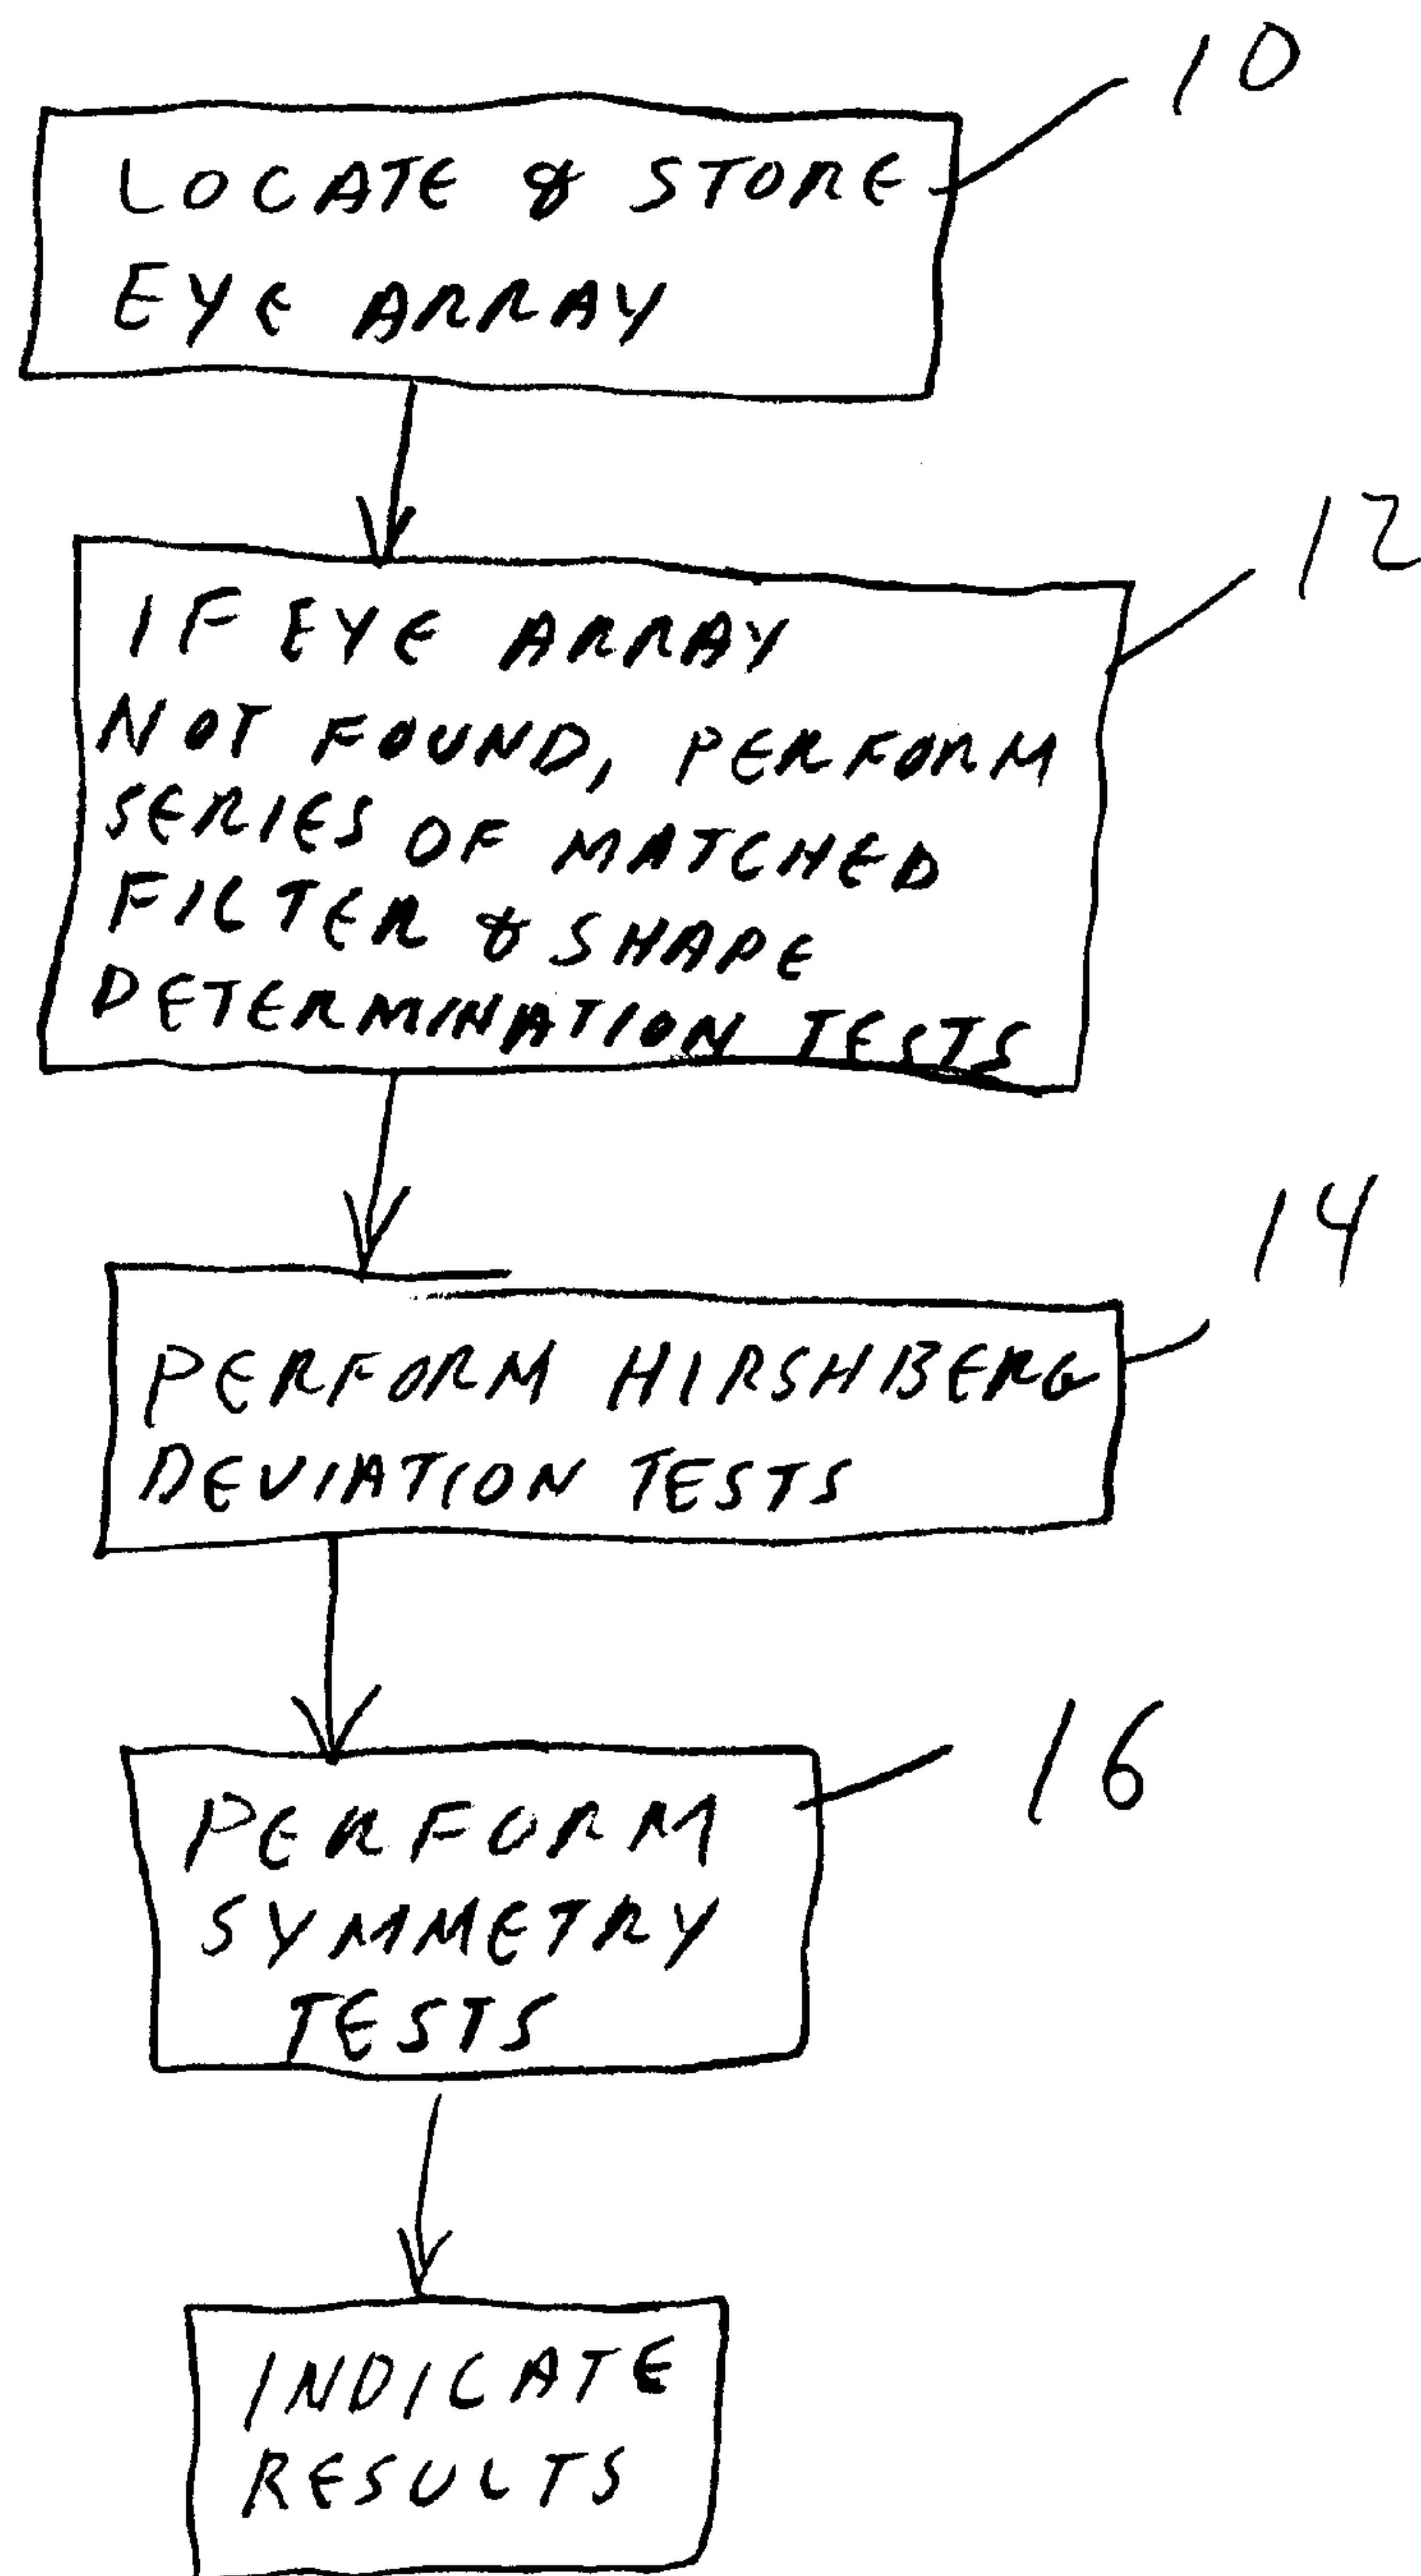 10
LOCATE & STORE
EYE ARRAY
12
IF EYE ARRAY
NOT FOUND, PERFORM
SERIES OF MATCHED
FILTER & SHAPE
DETERMINATION TESTS
14
PERFORM HIRSHBERG
DEVIATION TESTS
16
PERFORM
SYMMETRY
TESTS
INDICATE
RESULTS